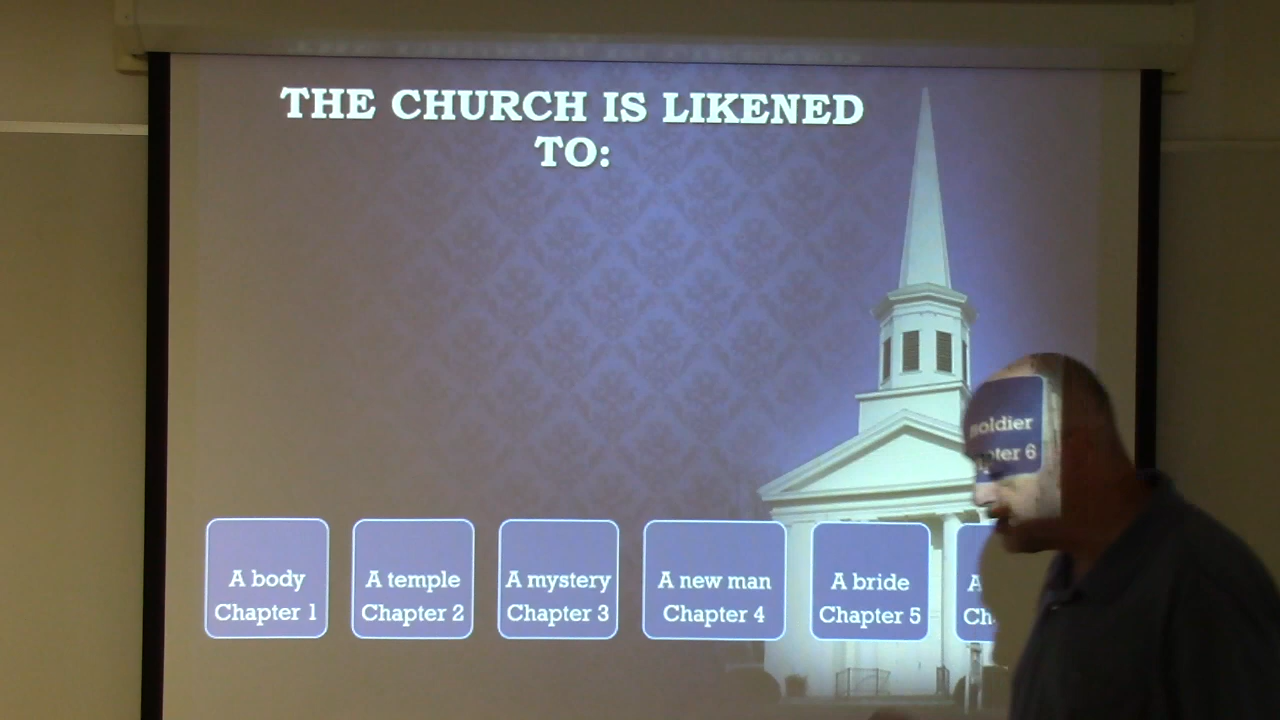 THE CHURCH IS LIKENED
TO:
A body
Chapter 1
A temple
Chapter 2
A mystery
Chapter 3
A new man
Chapter 4
A bride
Chapter 5
A
Ch
soldier
pter 6